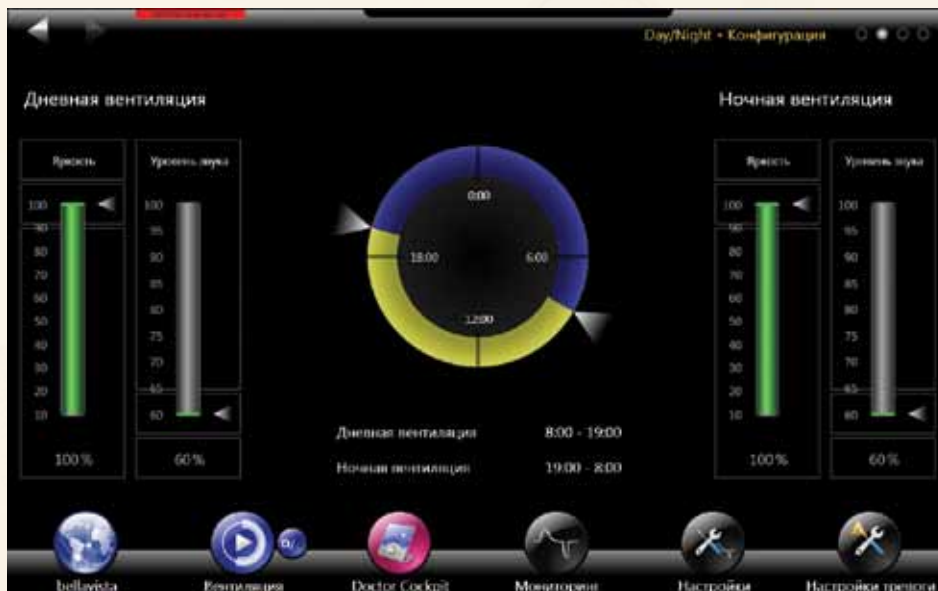 Day/Night • Конфигурация
Дневная вентиляция
Ночная вентиляция
Яркость
Уровень звука
Яркость
Уровень звука
0:00
18:00
6:00
12:00
100
90
80
70
60
50
40
30
20
10
100
95
90
85
80
75
70
65
60
100
90
80
70
60
50
40
30
20
10
100
95
90
85
80
75
70
65
60
100%
60%
Дневная вентиляция 8:00 - 19:00
Ночная вентиляция 19:00 - 8:00
100%
60%
bellavista
Вентиляция
D/
Doctor Cockpit
Мониторинг
Настройки
Настройки тревоги